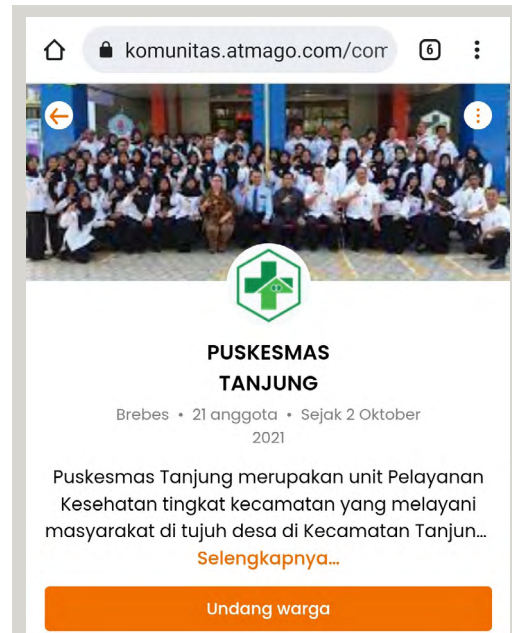 komunitas.atmago.com/com
6
PUSKESMAS
TANJUNG
Brebes • 21 anggota • Sejak 2 Oktober
2021
Puskesmas Tanjung merupakan unit Pelayanan
Kesehatan tingkat kecamatan yang melayani
masyarakat di tujuh desa di Kecamatan Tanjun...
Selengkapnya...
Undang warga